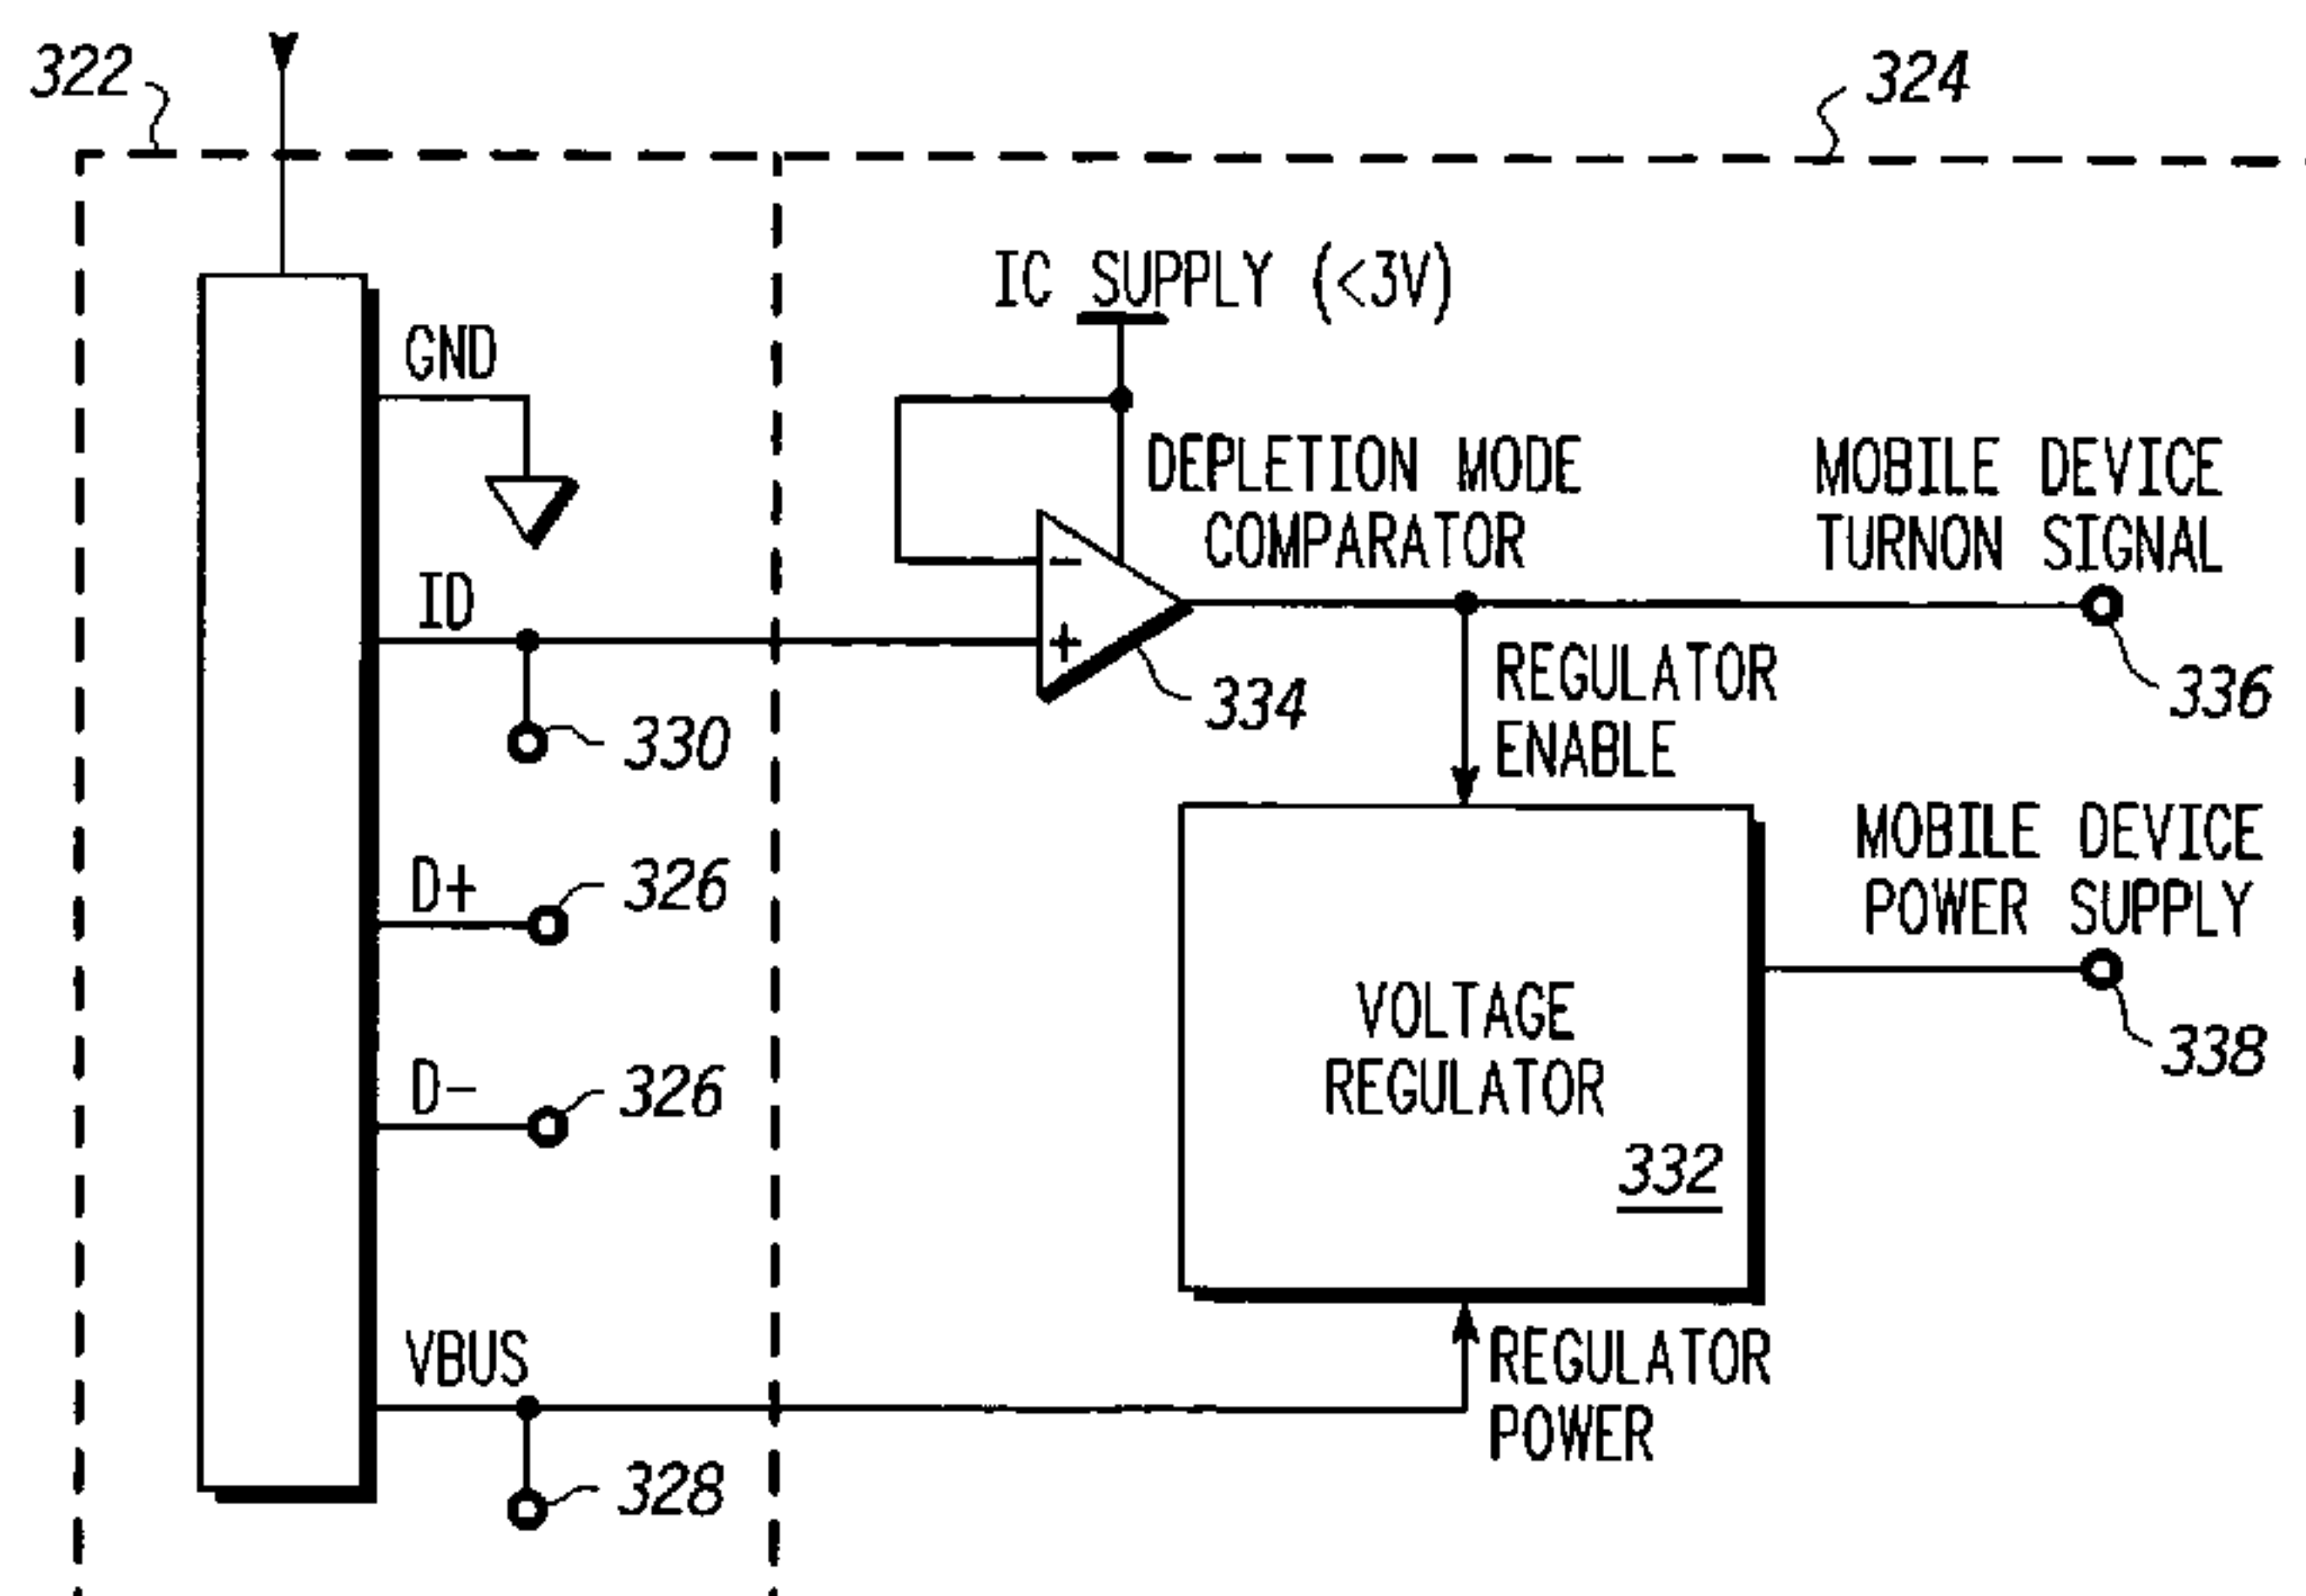 322
324
IC SUPPLY (<3V)
GND
DEPLETION MODE
COMPARATOR
MOBILE DEVICE
TURNON SIGNAL
ID
-
+
334
336
330
REGULATOR
ENABLE
D+
326
MOBILE DEVICE
POWER SUPPLY
338
VOLTAGE
REGULATOR
332
D-
326
VBUS
REGULATOR
POWER
328